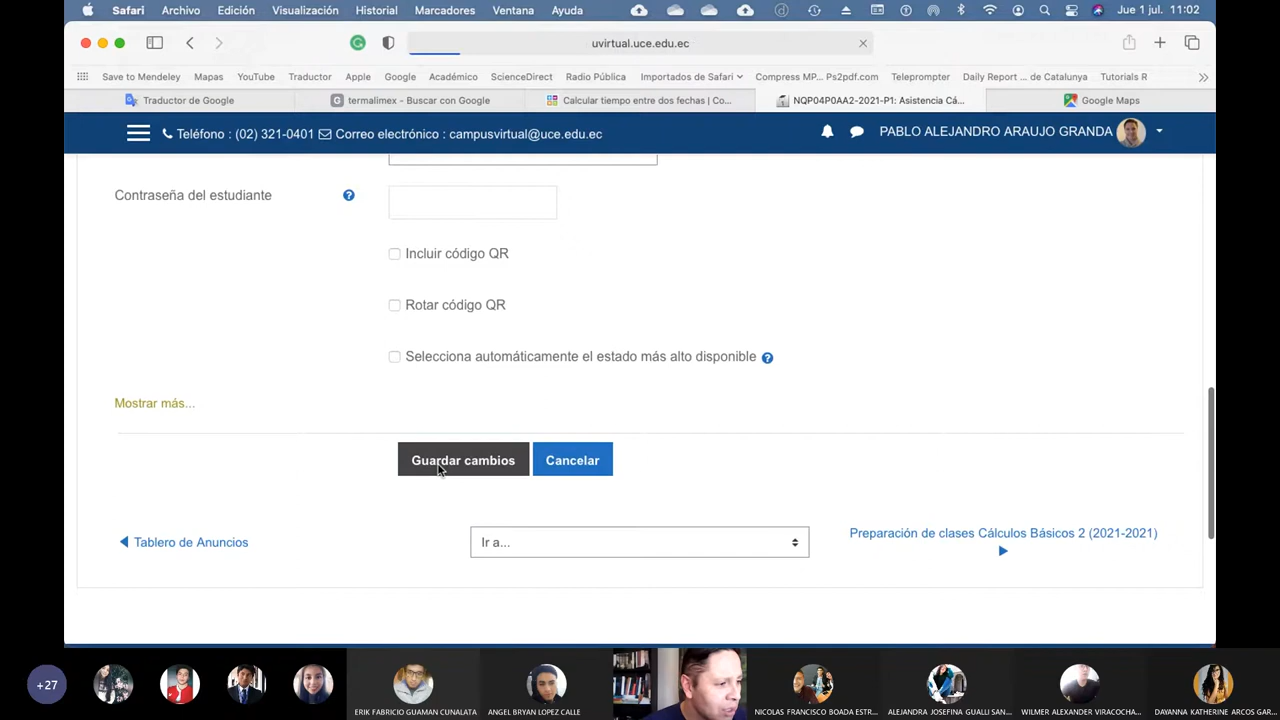 Safari Archivo Edición Visualización Historial Marcadores Ventana Ayuda Jue 1 jul. 11:02
uvirtual.uce.edu.ec
Save to Mendeley Mapas YouTube Traductor Apple Google Académico ScienceDirect Radio Pública Importados de Safari Compress MP... Ps2pdf.com Teleprompter Daily Report ... de Catalunya Tutorials R
Traductor de Google termalimex - Buscar con Google Calcular tiempo entre dos fechas | Co... NQP04P0AA2-2021-P1: Asistencia Cá... Google Maps
Teléfono : (02) 321-0401 Correo electrónico : campusvirtual@uce.edu.ec PABLO ALEJANDRO ARAUJO GRANDA
Contraseña del estudiante
Incluir código QR
Rotar código QR
Selecciona automáticamente el estado más alto disponible
Mostrar más...
Guardar cambios Cancelar
Tablero de Anuncios Ir a... Preparación de clases Cálculos Básicos 2 (2021-2021)
+27 ERIK FABRICIO GUAMAN CUNALATA ANGEL BRYAN LOPEZ CALLE NICOLAS FRANCISCO BOADA ESTR... ALEJANDRA JOSEFINA GUALLI SAN... WILMER ALEXANDER VIRACOCHA... DAYANNA KATHERINE ARCOS GAR...